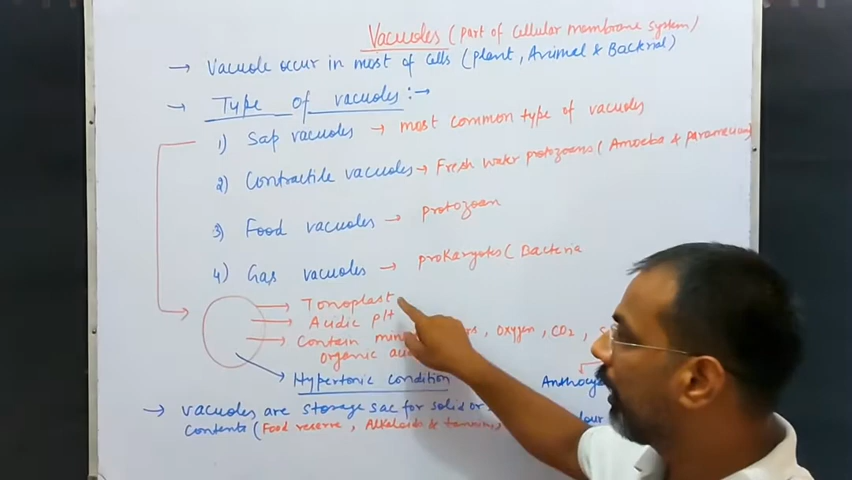 Vacuoles (part of cellular membrane system)
→ Vacuole occur in most of cells (plant, Animal & Bacterial)
→ Type of vacuoles :→
1) Sap vacuoles → most common type of vacuoles
2) Contractile vacuoles → Fresh water protozoans (Amoeba & paramecium)
3) Food vacuoles → protozoan
4) Gas vacuoles → prokaryotes ( Bacteria
→ Tonoplast
→ Acidic pH
→ Contain , oxygen, CO2,
organic
→ Hypertonic condition
→ vacuoles are storage sac for solid or
contents (Food reserve, Alkaloids & tannins,